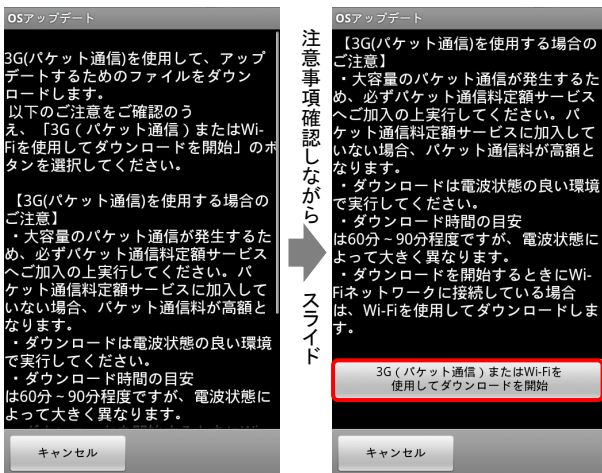 OSアップデート
3G(パケット通信)を使用して、アップ
デートするためのファイルをダウン
ロードします。
以下のご注意をご確認のう
え、「3G(パケット通信)またはWi-
Fiを使用してダウンロードを開始」のボ
タンを選択してください。
【3G(パケット通信)を使用する場合の
ご注意】
・大容量のパケット通信が発生するた
め、必ずパケット通信料定額サービス
へご加入の上実行してください。パ
ケット通信料定額サービスに加入して
いない場合、パケット通信料が高額と
なります。
・ダウンロードは電波状態の良い環境
で実行してください。
・ダウンロード時間の目安
は60分~90分程度ですが、電波状態に
よって大きく異なります。
キャンセル
注意事項確認しながら スライド
OSアップデート
【3G(パケット通信)を使用する場合の
ご注意】
・大容量のパケット通信が発生するた
め、必ずパケット通信料定額サービス
へご加入の上実行してください。パ
ケット通信料定額サービスに加入して
いない場合、パケット通信料が高額と
なります。
・ダウンロードは電波状態の良い環境
で実行してください。
・ダウンロード時間の目安
は60分~90分程度ですが、電波状態に
よって大きく異なります。
・ダウンロードを開始するときにWi-
Fiネットワークに接続している場合
は、Wi-Fiを使用してダウンロードしま
す。
3G(パケット通信)またはWi-Fiを
使用してダウンロードを開始
キャンセル